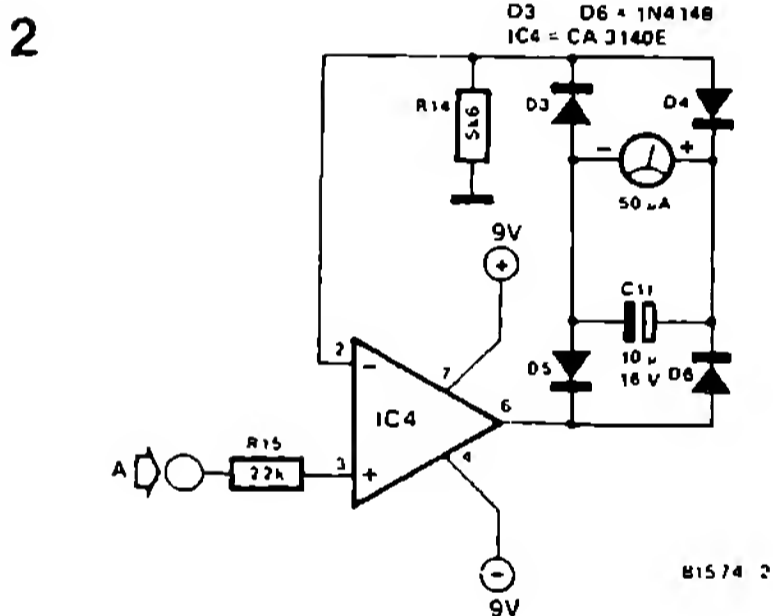 2
D3 D6 = 1N4148
IC4 = CA 3140E
R14
5k6
D3
D4
- +
50 µA
9V
+
C11
10 µ
16 V
D5
D6
2
-
7
IC4
6
A
R15
22k
3
+
4
-
9V
81574 2